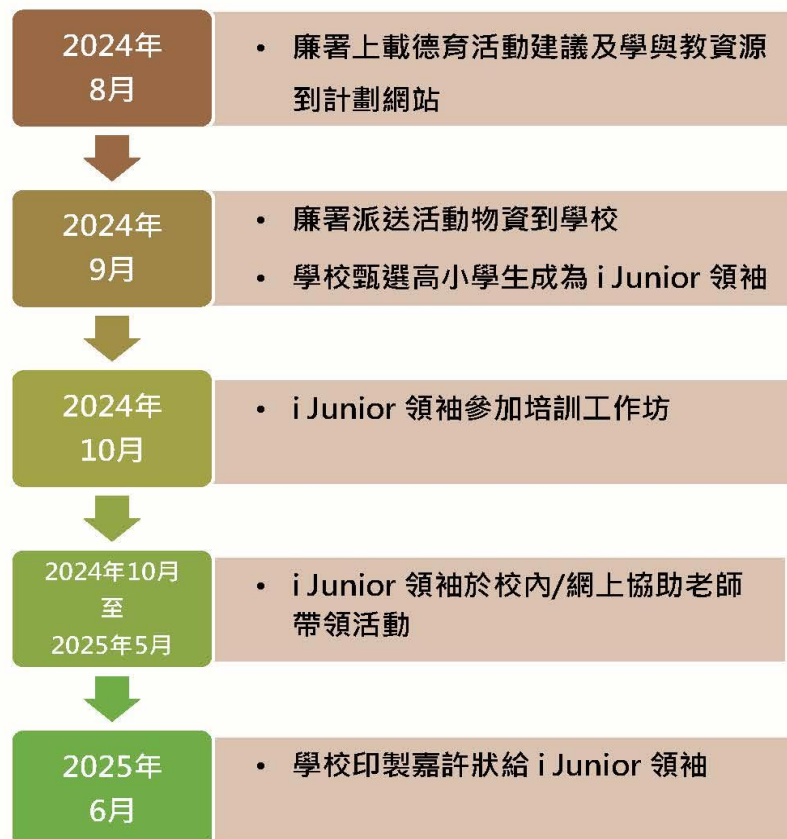 2024年
8月
• 廉署上載德育活動建議及學與教資源
到計劃網站
2024年
9月
• 廉署派送活動物資到學校
• 學校甄選高小學生成為 i Junior 領袖
2024年
10月
• i Junior 領袖參加培訓工作坊
2024年10月
至
2025年5月
• i Junior 領袖於校內/網上協助老師
帶領活動
2025年
6月
• 學校印製嘉許狀給 i Junior 領袖